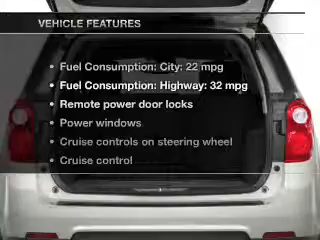 VEHICLE FEATURES
• Fuel Consumption: City: 22 mpg
• Fuel Consumption: Highway: 32 mpg
• Remote power door locks
• Power windows
• Cruise controls on steering wheel
• Cruise control